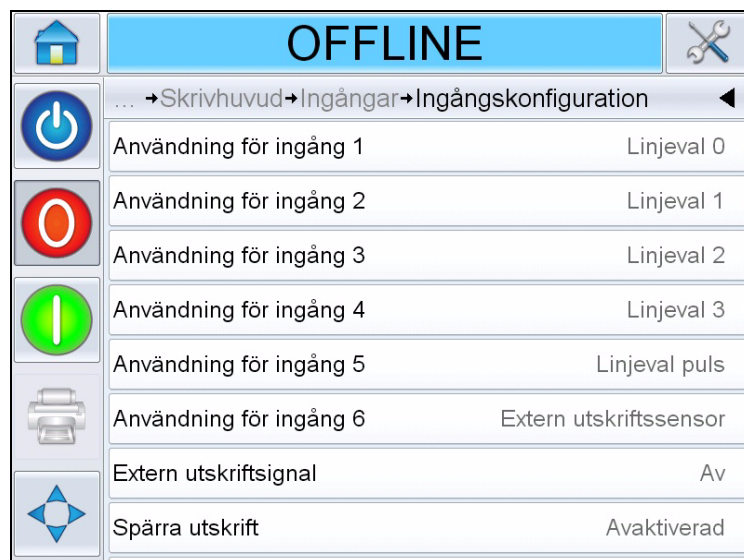 OFFLINE
... →Skrivhuvud→Ingångar→Ingångskonfiguration
Användning för ingång 1 Linjeval 0
Användning för ingång 2 Linjeval 1
Användning för ingång 3 Linjeval 2
Användning för ingång 4 Linjeval 3
Användning för ingång 5 Linjeval puls
Användning för ingång 6 Extern utskriftssensor
Extern utskriftsignal Av
Spärra utskrift Avaktiverad